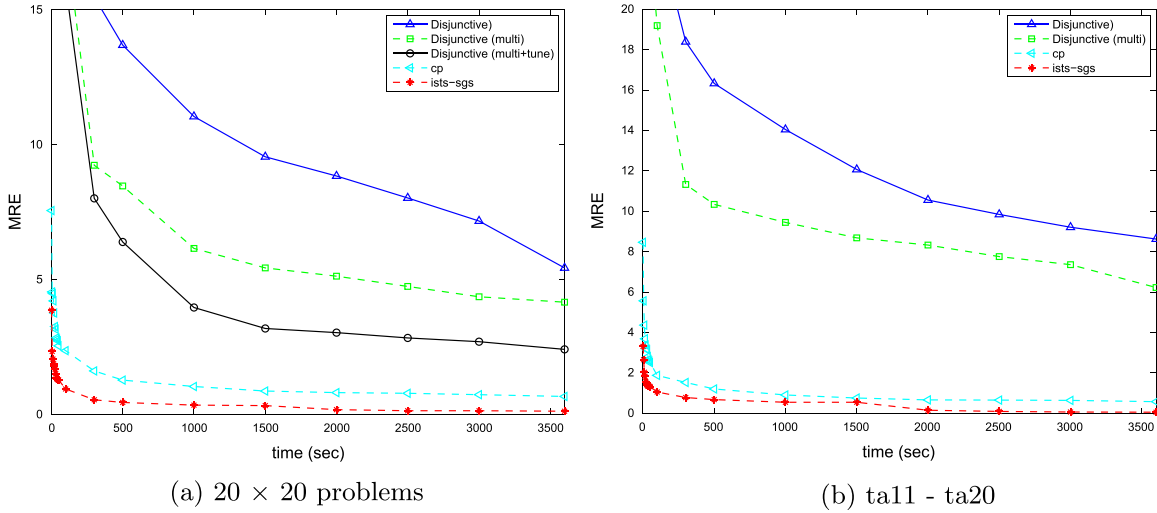 15
10
5
0
MRE
0 500 1000 1500 2000 2500 3000 3500
time (sec)
Disjunctive)
Disjunctive (multi)
Disjunctive (multi+tune)
cp
ists-sgs
(a) 20 × 20 problems
20
18
16
14
12
10
8
6
4
2
0
MRE
0 500 1000 1500 2000 2500 3000 3500
time (sec)
Disjunctive)
Disjunctive (multi)
cp
ists-sgs
(b) ta11 - ta20